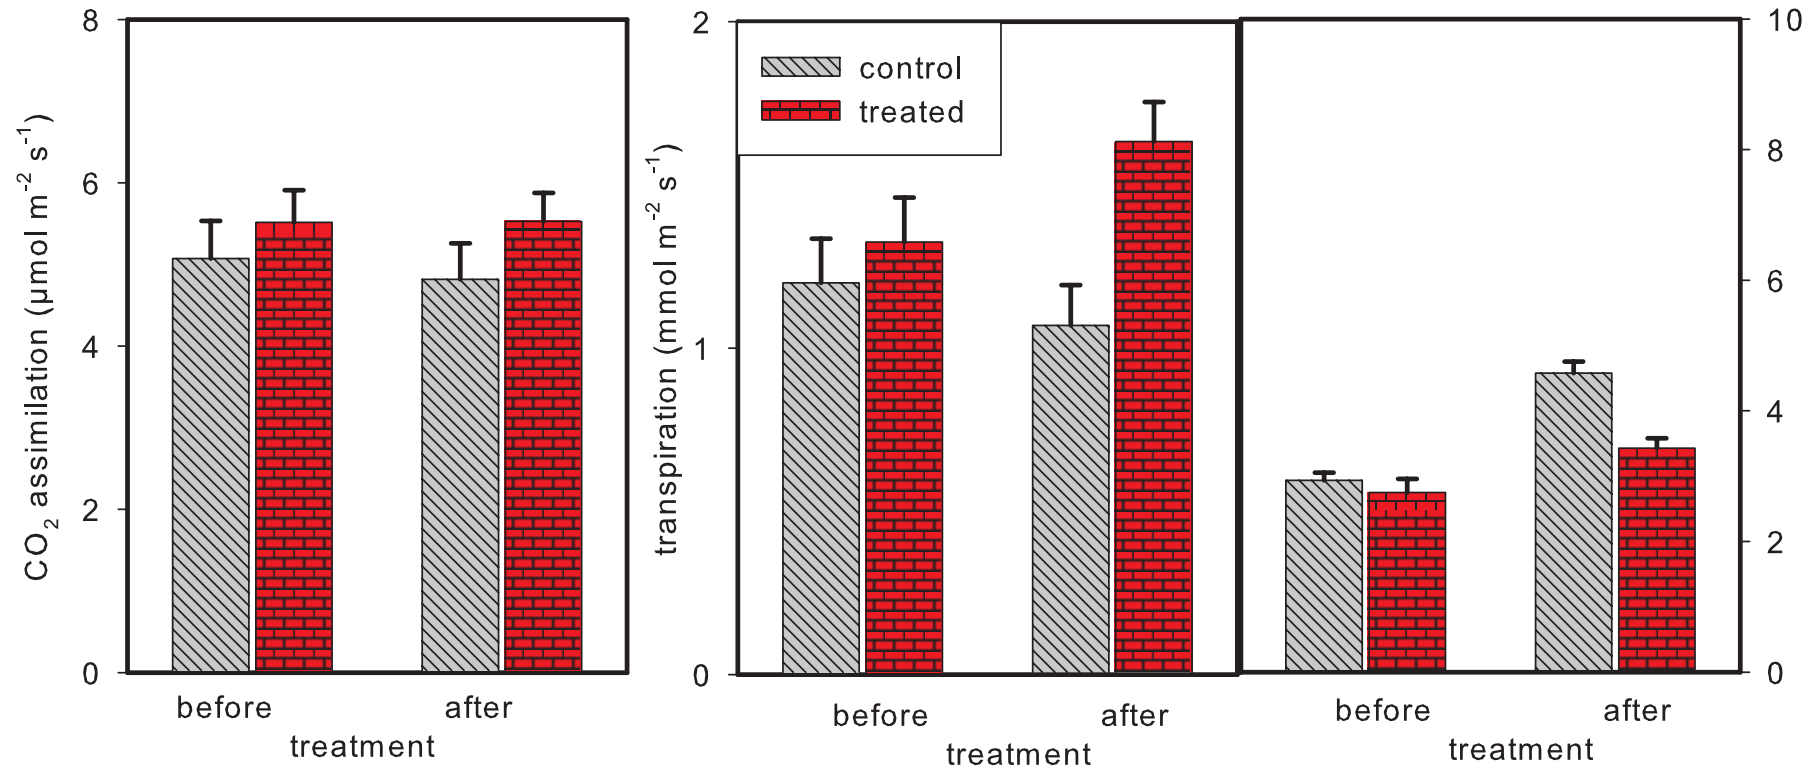 8
6
4
2
0
CO2 assimilation (µmol m-2 s-1)
before after
treatment
2
1
0
transpiration (mmol m-2 s-1)
control
treated
before after
treatment
10
8
6
4
2
0
before after
treatment